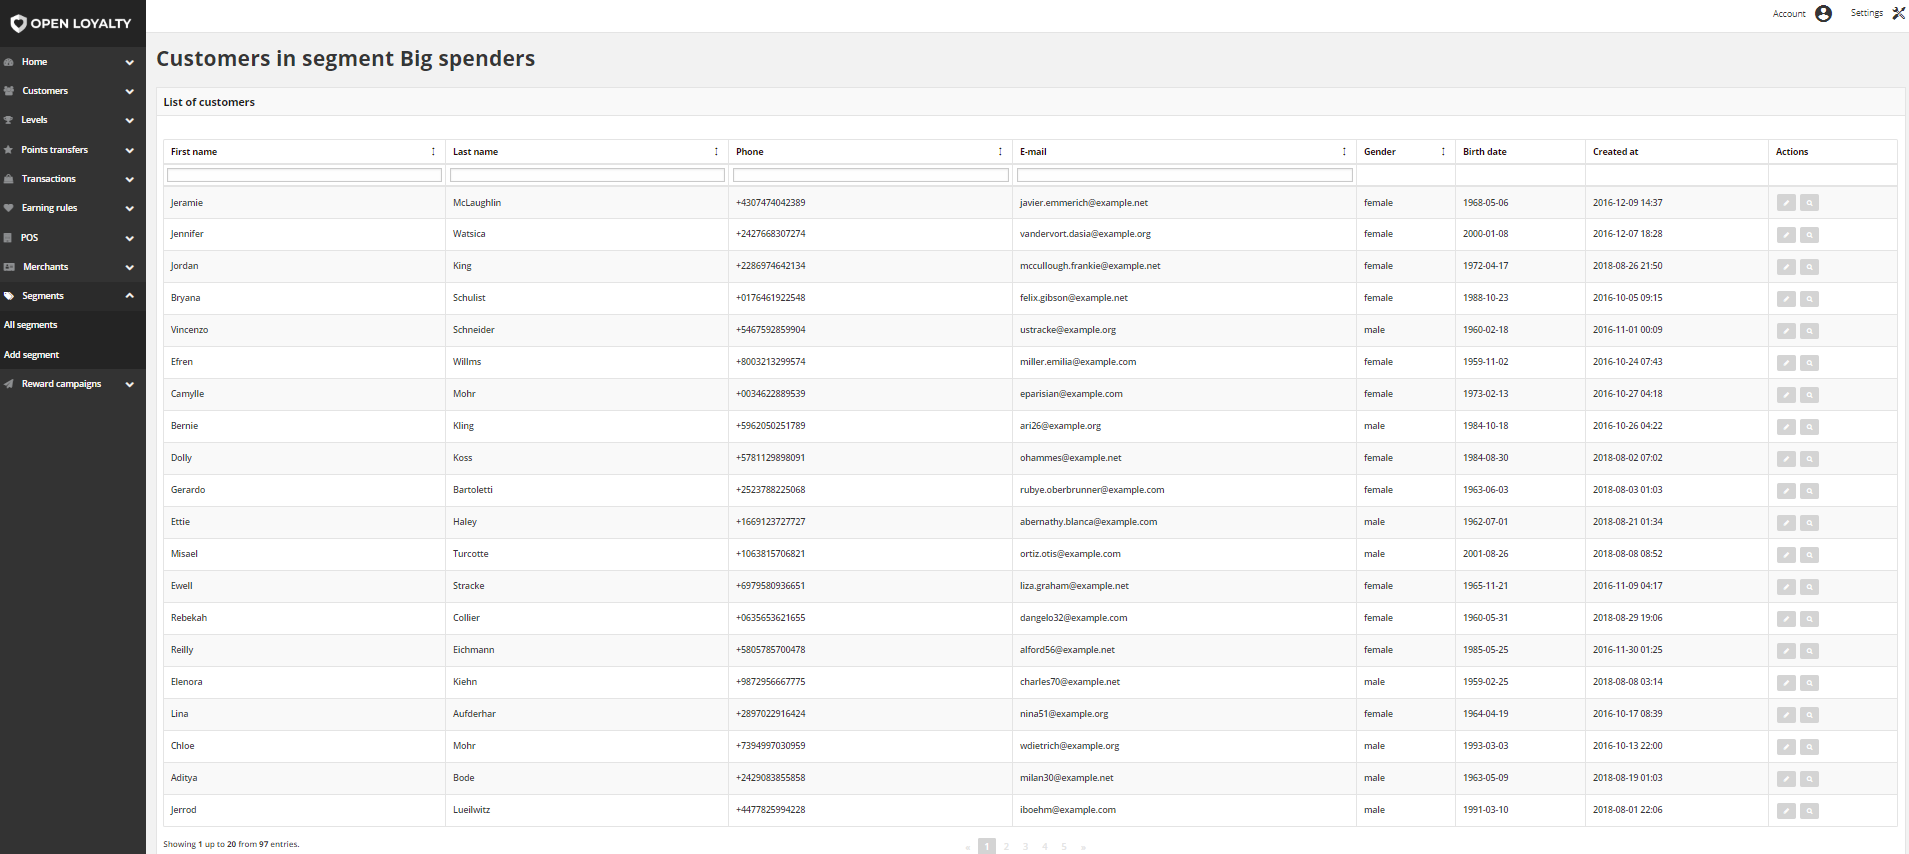 OPEN LOYALTY
Account
Settings
Home
Customers
Levels
Points transfers
Transactions
Earning rules
POS
Merchants
Segments
All segments
Add segment
Reward campaigns
Customers in segment Big spenders
List of customers
First name Last name Phone E-mail Gender Birth date Created at Actions
Jeramie McLaughlin +4307474042389 javier.emmerich@example.net female 1968-05-06 2016-12-09 14:37
Jennifer Watsica +2427668307274 vandervort.dasia@example.org female 2000-01-08 2016-12-07 18:28
Jordan King +2286974642134 mccullough.frankie@example.net female 1972-04-17 2018-08-26 21:50
Bryana Schulist +0176461922548 felix.gibson@example.net female 1988-10-23 2016-10-05 09:15
Vincenzo Schneider +5467592859904 ustracke@example.org male 1960-02-18 2016-11-01 00:09
Efren Willms +8003213299574 miller.emilia@example.com female 1959-11-02 2016-10-24 07:43
Camylle Mohr +0034622889539 eparisian@example.com female 1973-02-13 2016-10-27 04:18
Bernie Kling +5962050251789 ari26@example.org male 1984-10-18 2016-10-26 04:22
Dolly Koss +5781129898091 ohammes@example.net female 1984-08-30 2018-08-02 07:02
Gerardo Bartoletti +2523788225068 rubye.oberbrunner@example.com female 1963-06-03 2018-08-03 01:03
Ettie Haley +1669123727727 abernathy.blanca@example.com male 1962-07-01 2018-08-21 01:34
Misael Turcotte +1063815706821 ortiz.otis@example.com male 2001-08-26 2018-08-08 08:52
Ewell Stracke +6979580936651 liza.graham@example.net female 1965-11-21 2016-11-09 04:17
Rebekah Collier +0635653621655 dangelo32@example.com female 1960-05-31 2018-08-29 19:06
Reilly Eichmann +5805785700478 alford56@example.net female 1985-05-25 2016-11-30 01:25
Elenora Kiehn +9872956667775 charles70@example.net male 1959-02-25 2018-08-08 03:14
Lina Aufderhar +2897022916424 nina51@example.org female 1964-04-19 2016-10-17 08:39
Chloe Mohr +7394997030959 wdietrich@example.org male 1993-03-03 2016-10-13 22:00
Aditya Bode +2429083855858 milan30@example.net male 1963-05-09 2018-08-19 01:03
Jerrod Lueilwitz +4477825994228 iboehm@example.com male 1991-03-10 2018-08-01 22:06
Showing 1 up to 20 from 97 entries.
« 1 2 3 4 5 »